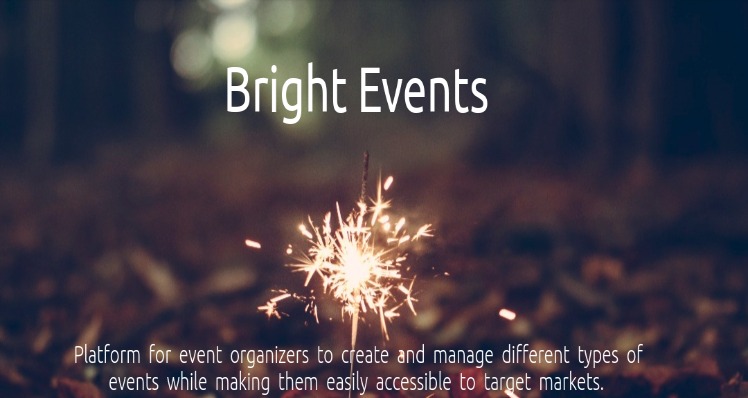 Bright Events
Platform for event organizers to create and manage different types of
events while making them easily accessible to target markets.